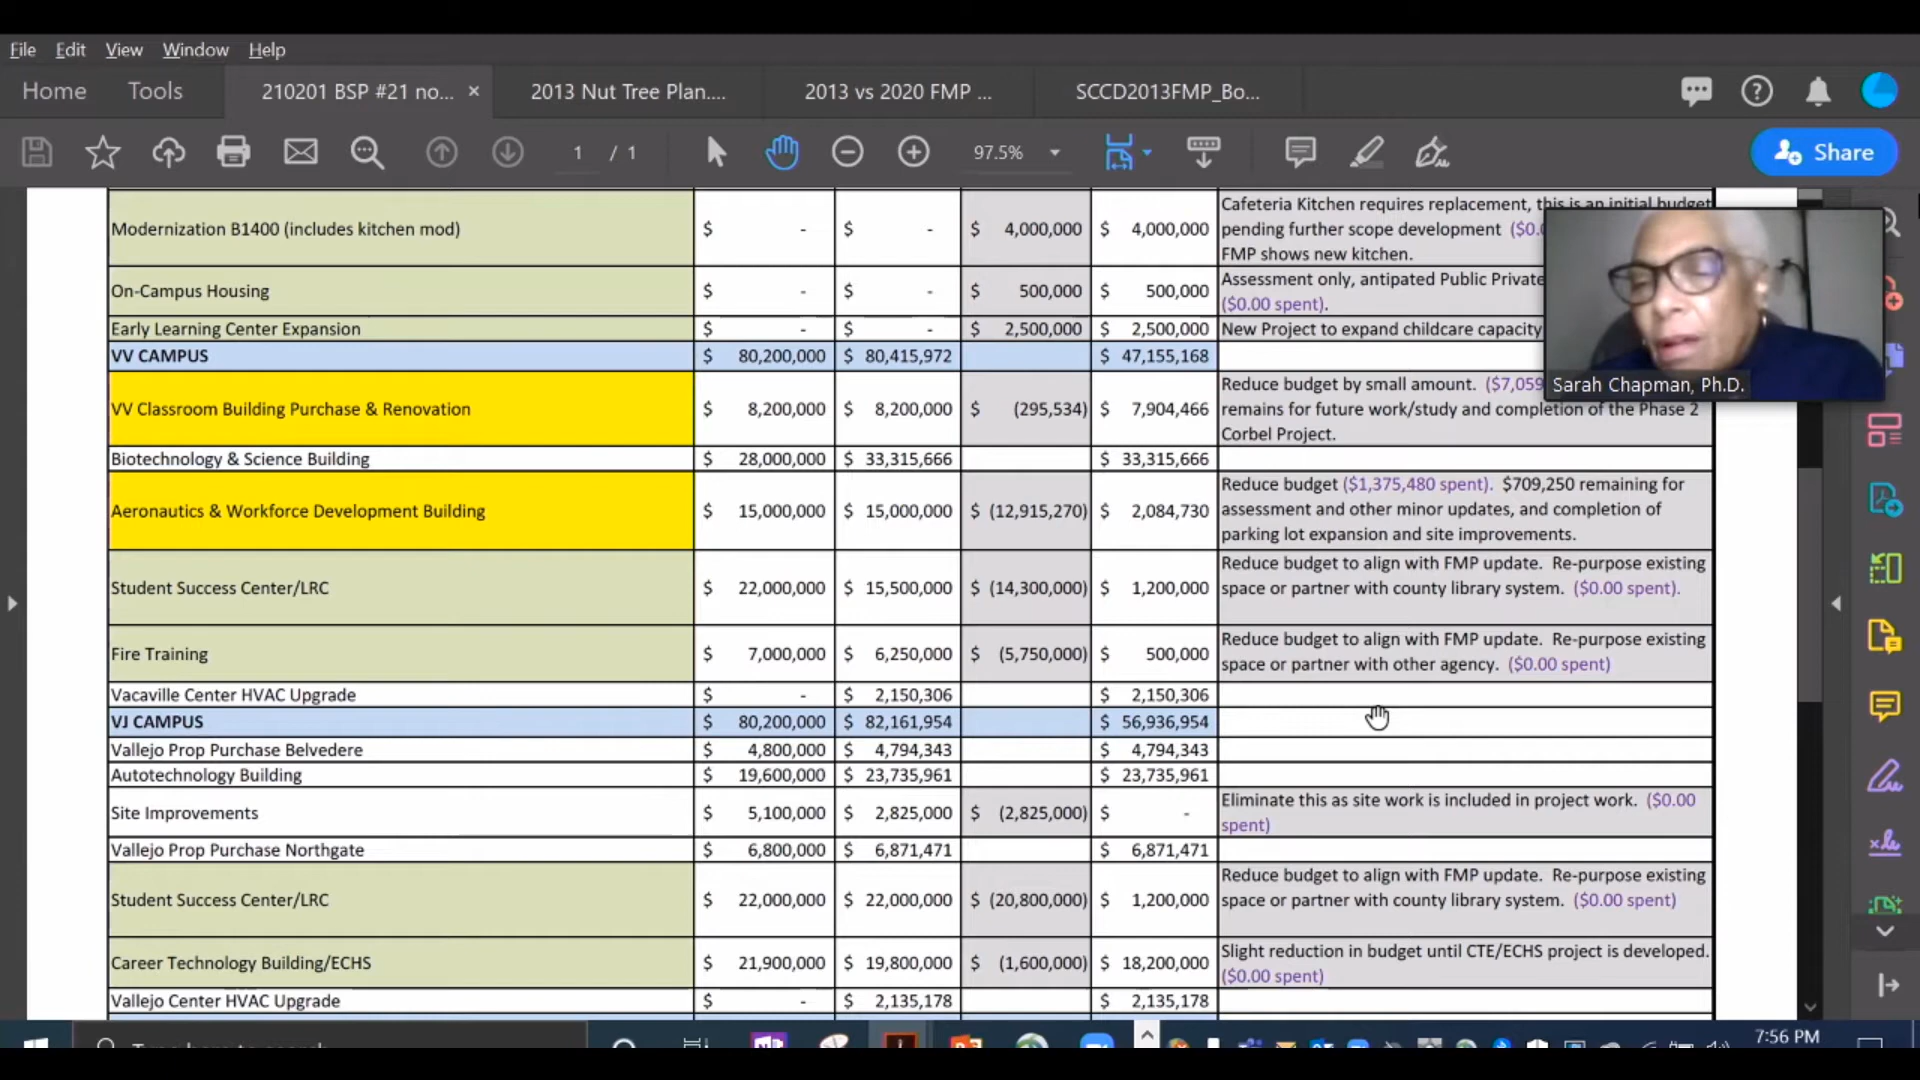 File Edit View Window Help
Home Tools 210201 BSP #21 no... × 2013 Nut Tree Plan.... 2013 vs 2020 FMP ... SCCD2013FMP_Bo...
1 / 1 97.5% Share
Modernization B1400 (includes kitchen mod) $ - $ - $ 4,000,000 $ 4,000,000
Cafeteria Kitchen requires replacement, this is an initial budget
pending further scope development ($0.
FMP shows new kitchen.
On-Campus Housing $ - $ - $ 500,000 $ 500,000
Assessment only, antipated Public Private
($0.00 spent).
Early Learning Center Expansion $ - $ - $ 2,500,000 $ 2,500,000 New Project to expand childcare capacity
VV CAMPUS $ 80,200,000 $ 80,415,972 $ 47,155,168
Sarah Chapman, Ph.D.
VV Classroom Building Purchase & Renovation $ 8,200,000 $ 8,200,000 $ (295,534) $ 7,904,466
Reduce budget by small amount. ($7,059
remains for future work/study and completion of the Phase 2
Corbel Project.
Biotechnology & Science Building $ 28,000,000 $ 33,315,666 $ 33,315,666
Aeronautics & Workforce Development Building $ 15,000,000 $ 15,000,000 $ (12,915,270) $ 2,084,730
Reduce budget ($1,375,480 spent). $709,250 remaining for
assessment and other minor updates, and completion of
parking lot expansion and site improvements.
Student Success Center/LRC $ 22,000,000 $ 15,500,000 $ (14,300,000) $ 1,200,000
Reduce budget to align with FMP update. Re-purpose existing
space or partner with county library system. ($0.00 spent).
Fire Training $ 7,000,000 $ 6,250,000 $ (5,750,000) $ 500,000
Reduce budget to align with FMP update. Re-purpose existing
space or partner with other agency. ($0.00 spent)
Vacaville Center HVAC Upgrade $ - $ 2,150,306 $ 2,150,306
VJ CAMPUS $ 80,200,000 $ 82,161,954 $ 56,936,954
Vallejo Prop Purchase Belvedere $ 4,800,000 $ 4,794,343 $ 4,794,343
Autotechnology Building $ 19,600,000 $ 23,735,961 $ 23,735,961
Site Improvements $ 5,100,000 $ 2,825,000 $ (2,825,000) $ -
Eliminate this as site work is included in project work. ($0.00
spent)
Vallejo Prop Purchase Northgate $ 6,800,000 $ 6,871,471 $ 6,871,471
Student Success Center/LRC $ 22,000,000 $ 22,000,000 $ (20,800,000) $ 1,200,000
Reduce budget to align with FMP update. Re-purpose existing
space or partner with county library system. ($0.00 spent)
Career Technology Building/ECHS $ 21,900,000 $ 19,800,000 $ (1,600,000) $ 18,200,000
Slight reduction in budget until CTE/ECHS project is developed.
($0.00 spent)
Vallejo Center HVAC Upgrade $ - $ 2,135,178 $ 2,135,178
7:56 PM